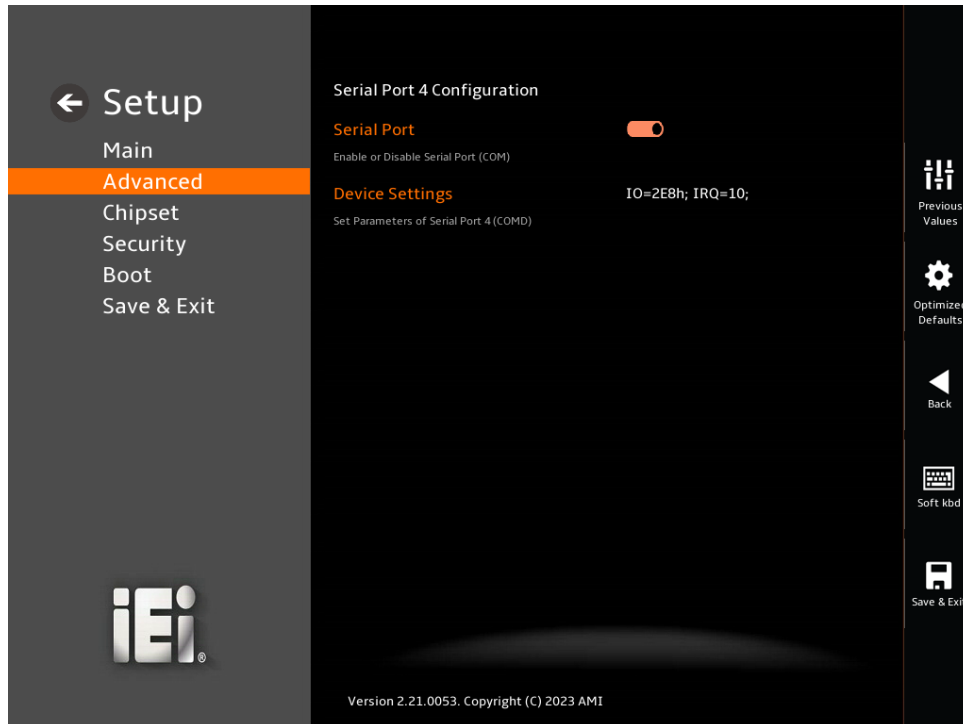 Setup
Main
Advanced
Chipset
Security
Boot
Save & Exit
iEi®
Serial Port 4 Configuration
Serial Port
Enable or Disable Serial Port (COM)
Device Settings IO=2E8h; IRQ=10;
Set Parameters of Serial Port 4 (COMD)
Version 2.21.0053. Copyright (C) 2023 AMI
Previous
Values
Optimized
Defaults
Back
Soft kbd
Save & Exi